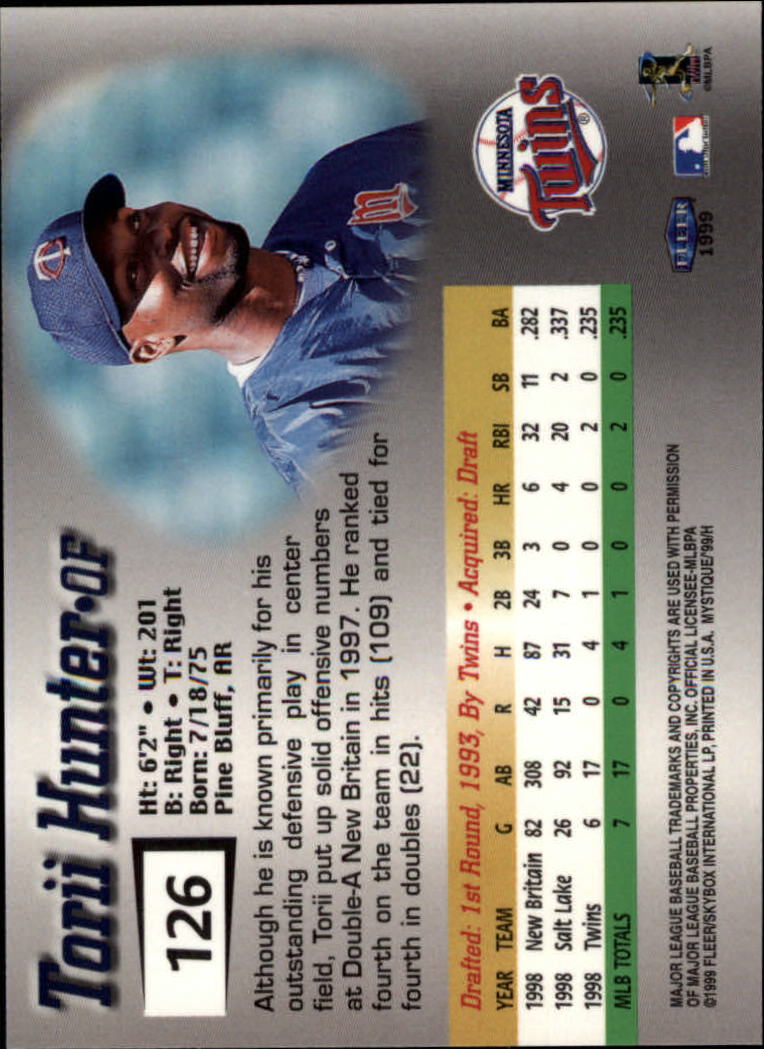 Torii Hunter•OF
126
Ht: 6'2" • Wt: 201
B: Right • T: Right
Born: 7/18/75
Pine Bluff, AR
Although he is known primarily for his
outstanding defensive play in center
field, Torii put up solid offensive numbers
at Double-A New Britain in 1997. He ranked
fourth on the team in hits (109) and tied for
fourth in doubles (22).
Drafted: 1st Round, 1993, By Twins • Acquired: Draft
YEAR TEAM G AB R H 2B 3B HR RBI SB BA
1998 New Britain 82 308 42 87 24 3 6 32 11 .282
1998 Salt Lake 26 92 15 31 7 0 4 20 2 .337
1998 Twins 6 17 0 4 1 0 0 2 0 .235
MLB TOTALS 7 17 0 4 1 0 0 2 0 .235
MAJOR LEAGUE BASEBALL TRADEMARKS AND COPYRIGHTS ARE USED WITH PERMISSION
OF MAJOR LEAGUE BASEBALL PROPERTIES, INC. OFFICIAL LICENSEE-MLBPA
©1999 FLEER/SKYBOX INTERNATIONAL LP, PRINTED IN U.S.A. MYSTIQUE/'99/H
TC
M
MINNESOTA
Twins®
FLEER
1999
©MLBPA